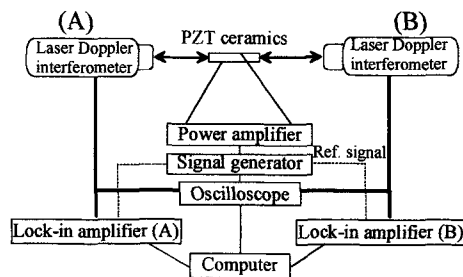 (A)
(B)
PZT ceramics
Laser Doppler
interferometer
Laser Doppler
interferometer
Power amplifier
Signal generator
Ref. signal
Oscilloscope
Lock-in amplifier (A)
Lock-in amplifier (B)
Computer